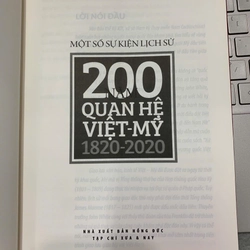 MỘT SỐ SỰ KIỆN LỊCH SỬ
200
NĂM
QUAN HỆ
VIỆT-MỸ
1820-2020
NHÀ XUẤT BẢN HỒNG ĐỨC
TẠP CHÍ XƯA & NAY